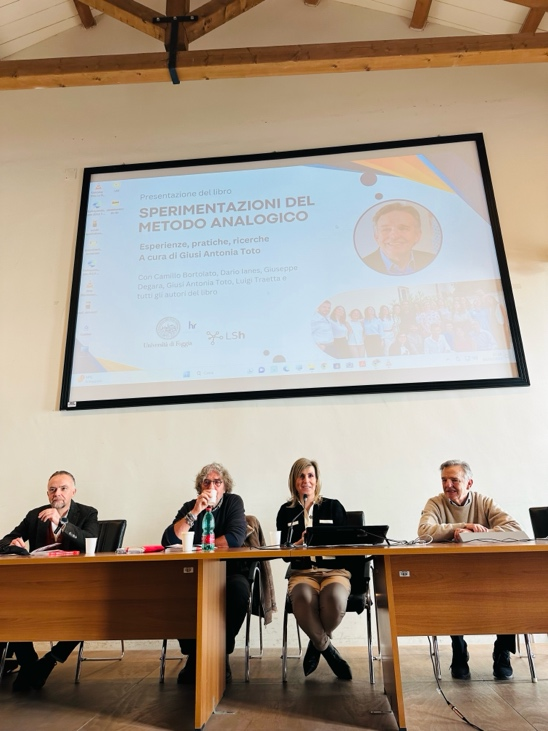 Presentazione del libro
SPERIMENTAZIONI DEL
METODO ANALOGICO
Esperienze, pratiche, ricerche
A cura di Giusi Antonia Toto
Con Camillo Bortolato, Dario Ianes, Giuseppe
Degara, Giusi Antonia Toto, Luigi Traetta e
tutti gli autori del libro
Università di Foggia